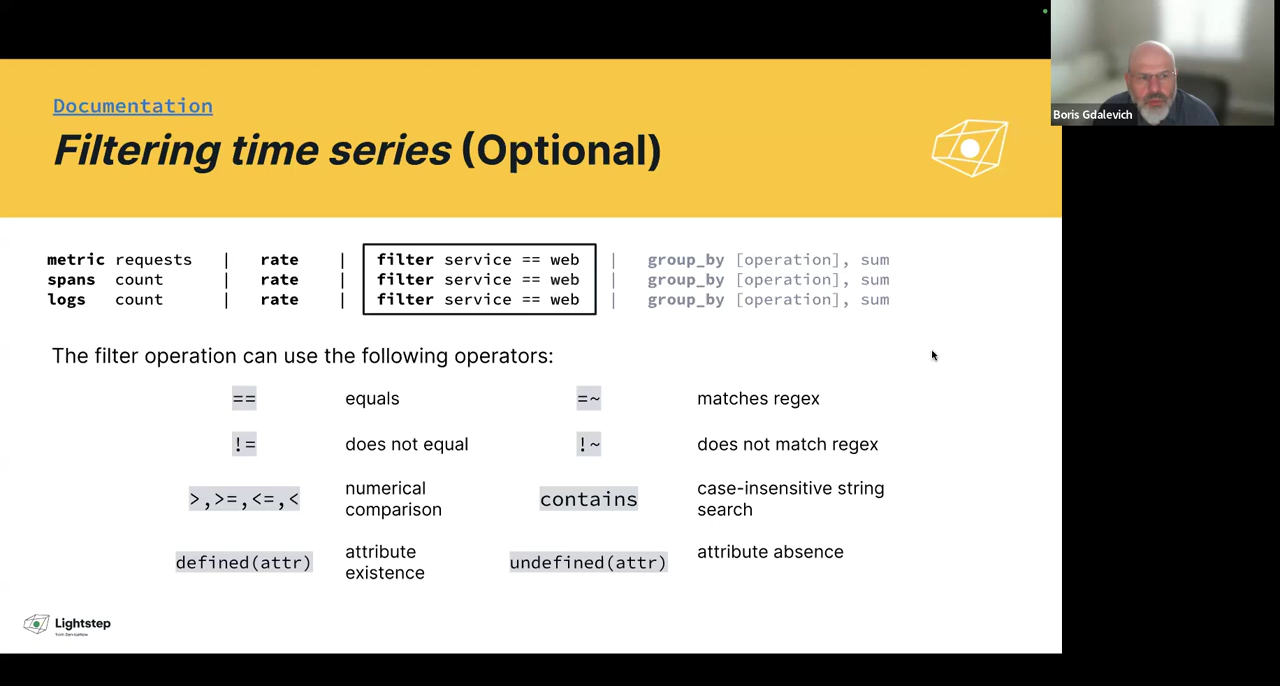 Boris Gdalevich
Documentation
Filtering time series (Optional)
metric requests | rate | filter service == web | group_by [operation], sum
spans count | rate | filter service == web | group_by [operation], sum
logs count | rate | filter service == web | group_by [operation], sum
The filter operation can use the following operators:
== equals =~ matches regex
!= does not equal !~ does not match regex
>,>=,<=,< numerical comparison contains case-insensitive string search
defined(attr) attribute existence undefined(attr) attribute absence
Lightstep
from ServiceNow